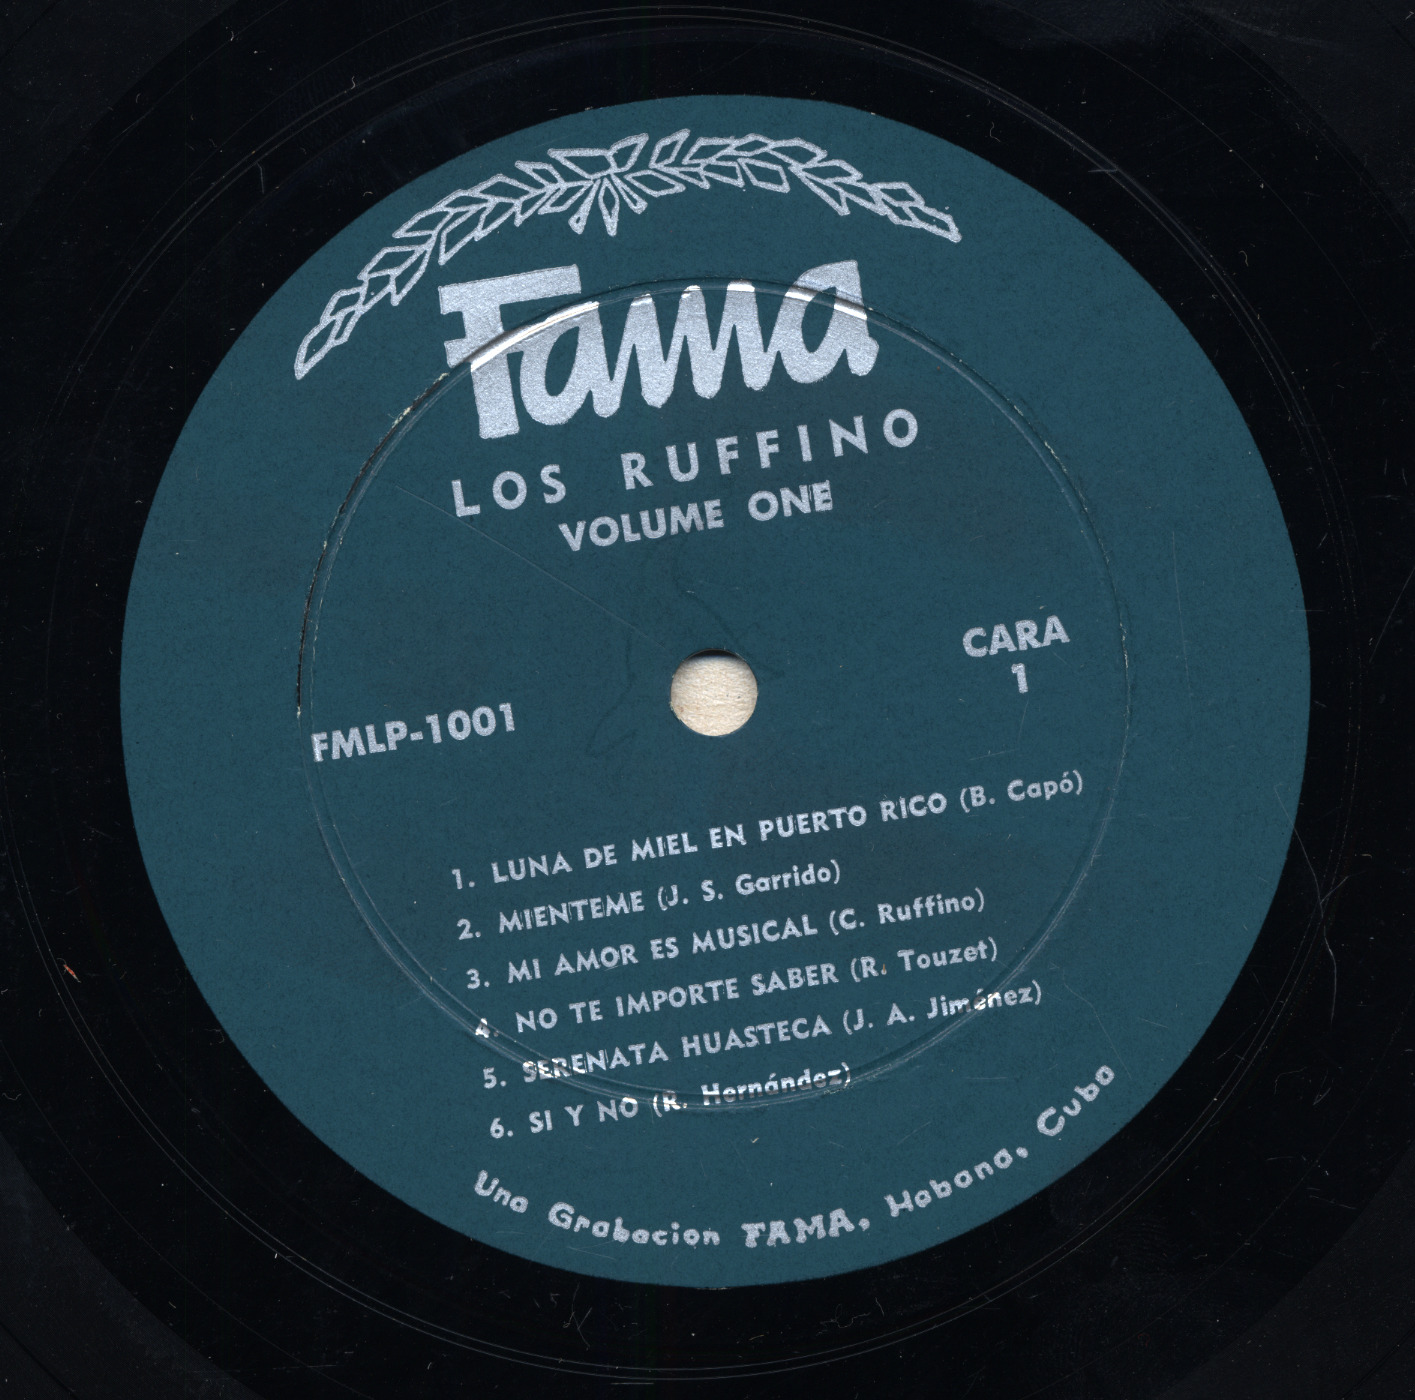 Fama
LOS RUFFINO
VOLUME ONE
CARA
1
FMLP-1001
1. LUNA DE MIEL EN PUERTO RICO (B. Capó)
2. MIENTEME (J. S. Garrido)
3. MI AMOR ES MUSICAL (C. Ruffino)
4. NO TE IMPORTE SABER (R. Touzet)
5. SERENATA HUASTECA (J. A. Jiménez)
6. SI Y NO (R. Hernández)
Una Grabacion FAMA, Habana, Cuba